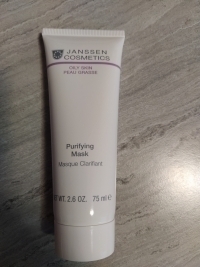 JANSSEN
COSMETICS
OILY SKIN
PEAU GRASSE
Purifying
Mask
Masque Clarifiant
WT. 2.6 OZ. 75 ml e